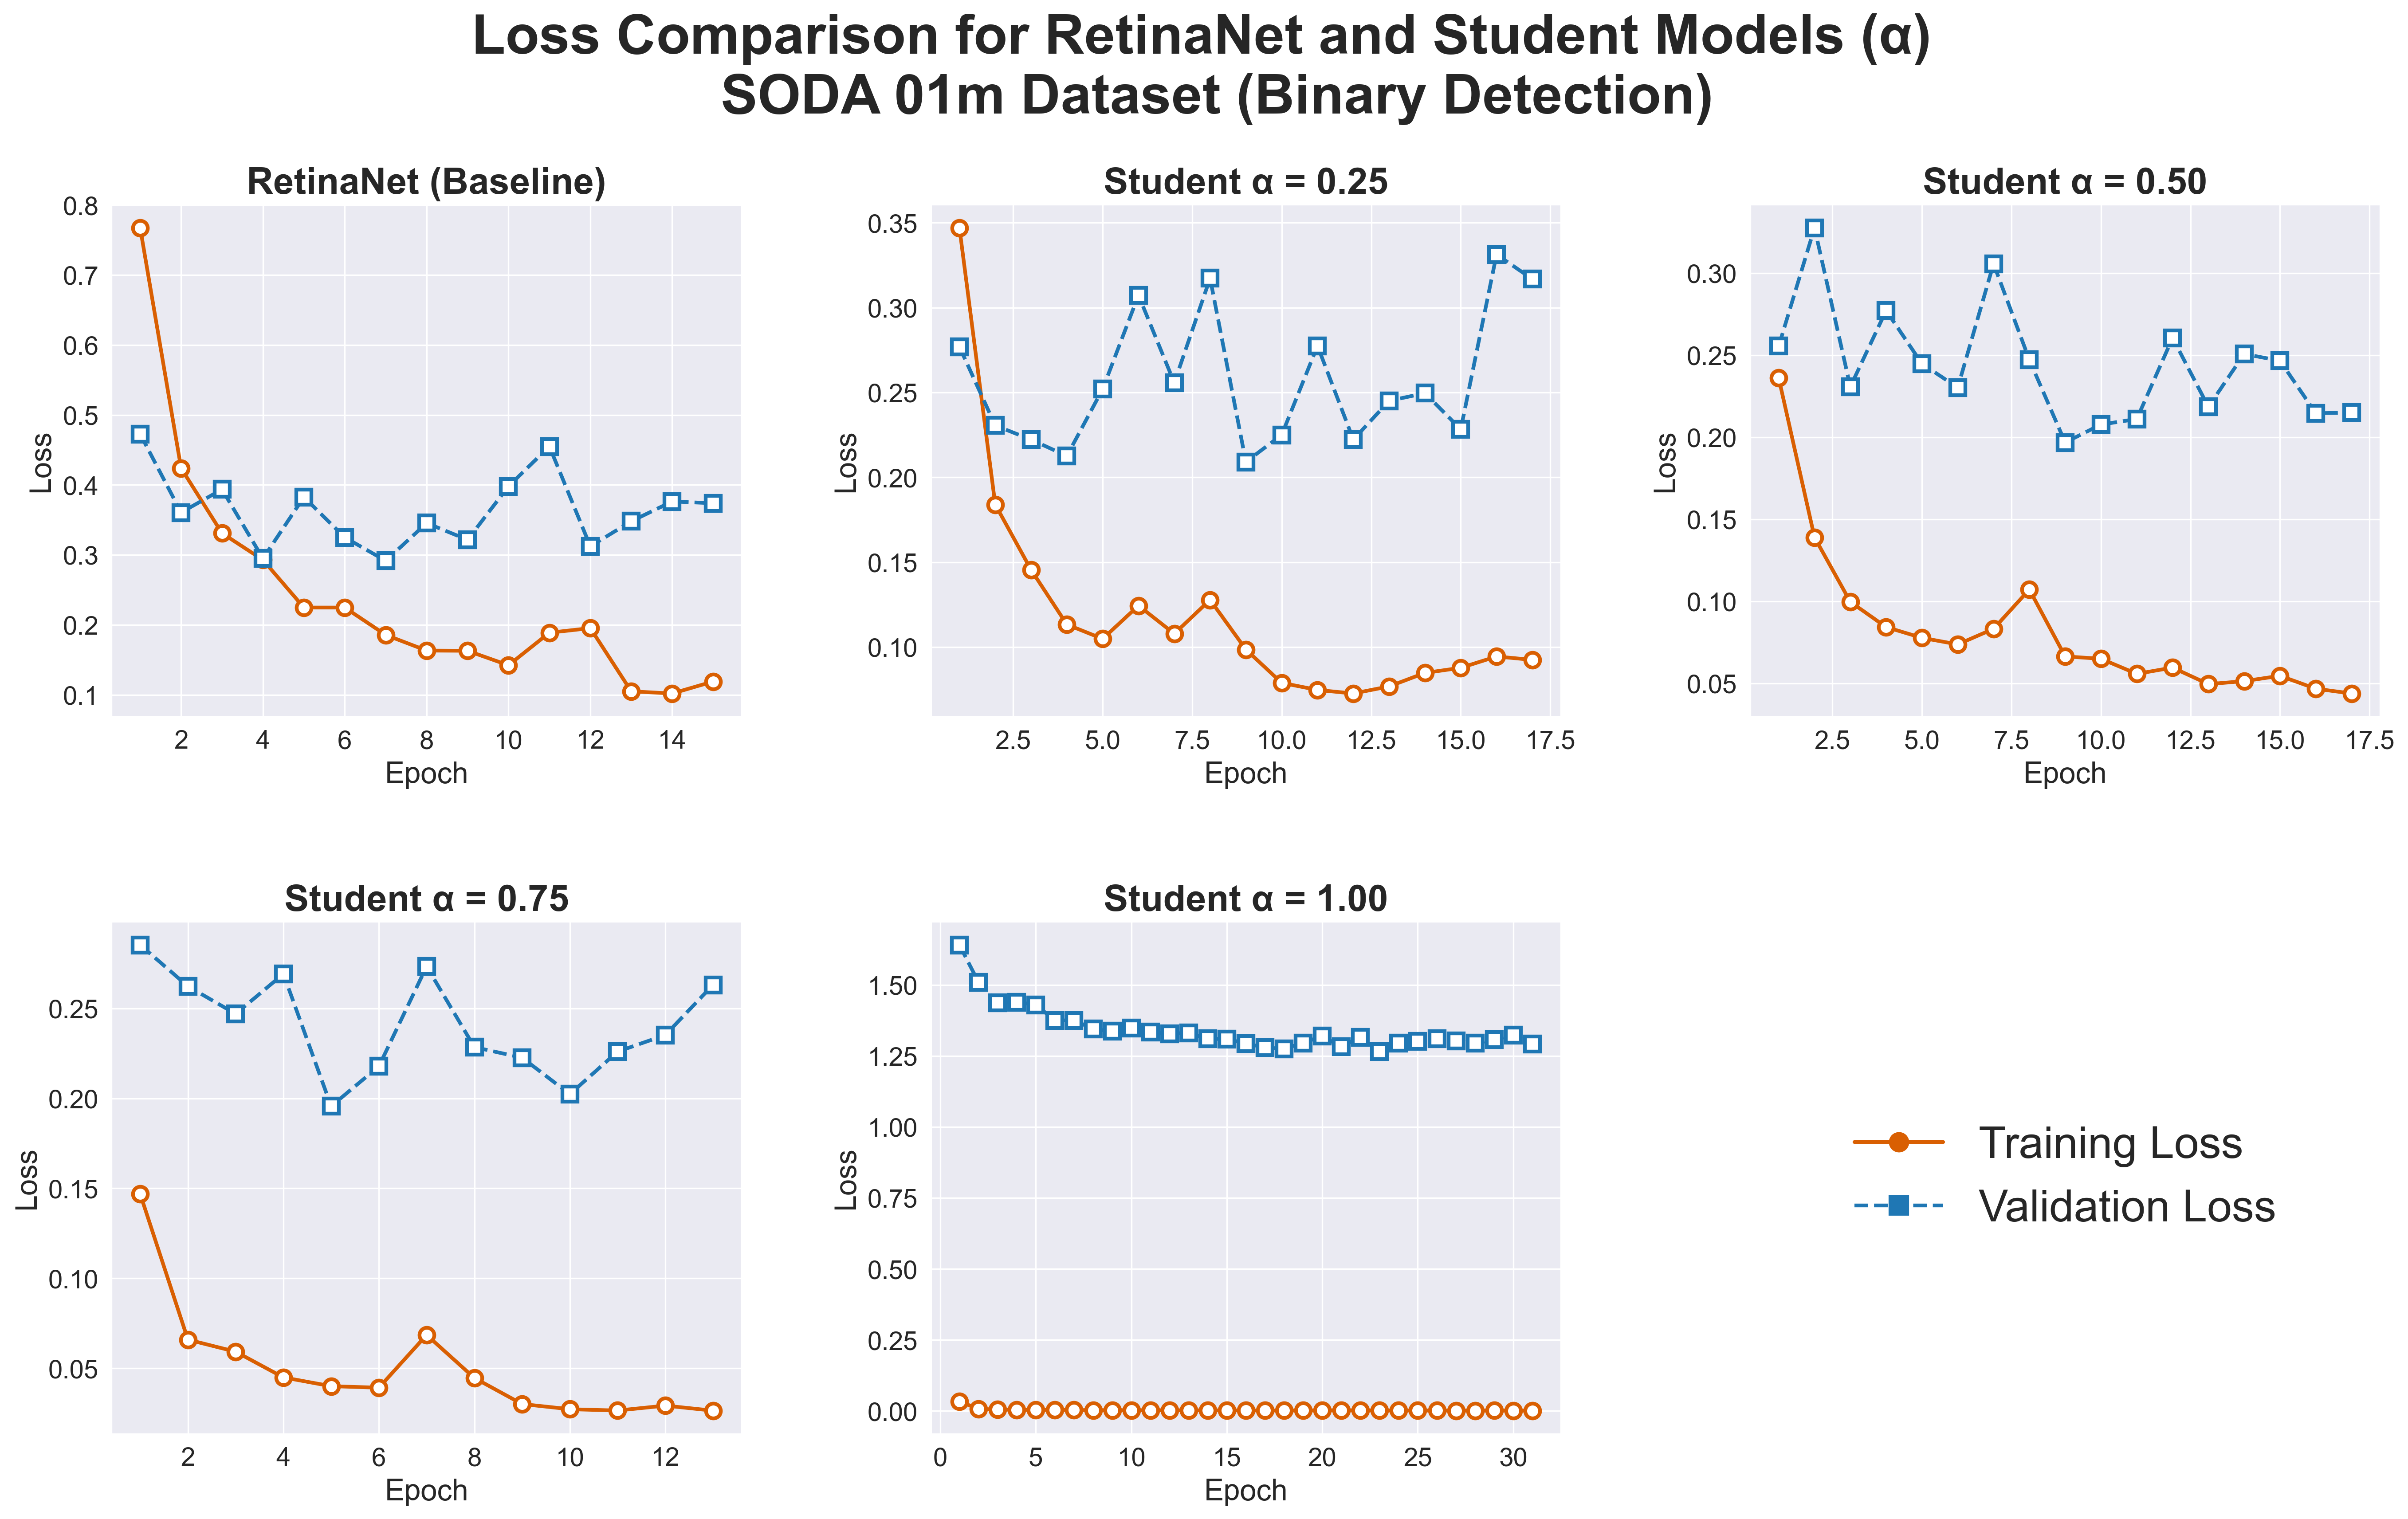 Loss Comparison for RetinaNet and Student Models (α)
SODA 01m Dataset (Binary Detection)
RetinaNet (Baseline)
0.8
0.7
0.6
0.5
0.4
0.3
0.2
0.1
Loss
2 4 6 8 10 12 14
Epoch
Student α = 0.25
0.35
0.30
0.25
0.20
0.15
0.10
Loss
2.5 5.0 7.5 10.0 12.5 15.0 17.5
Epoch
Student α = 0.50
0.30
0.25
0.20
0.15
0.10
0.05
Loss
2.5 5.0 7.5 10.0 12.5 15.0 17.5
Epoch
Student α = 0.75
0.25
0.20
0.15
0.10
0.05
Loss
2 4 6 8 10 12
Epoch
Student α = 1.00
1.50
1.25
1.00
0.75
0.50
0.25
0.00
Loss
0 5 10 15 20 25 30
Epoch
Training Loss
Validation Loss